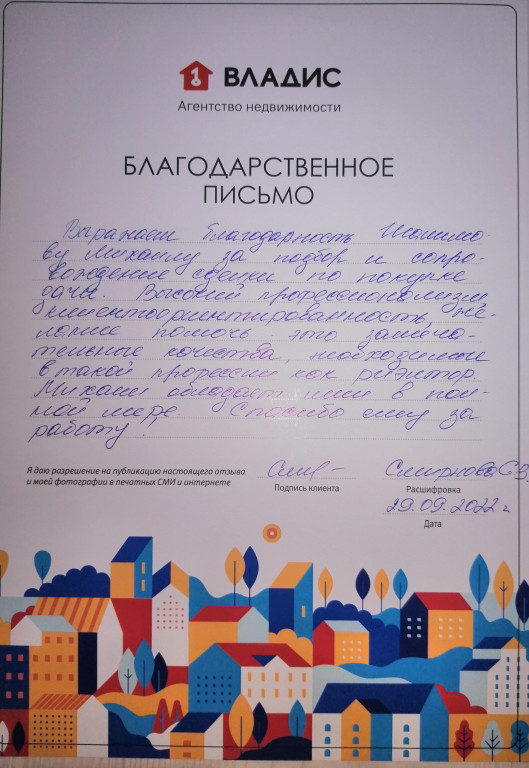 ВЛАДИС
Агентство недвижимости
БЛАГОДАРСТВЕННОЕ
ПИСЬМО
Выражаем благодарность
ву Михаилу за подбор и сопро-
вождение сделки по покупке
дачи. Высокий профессионализм,
клиентоориентированность, же-
лание помочь - это замеча-
тельные качества, необходимые
в такой профессии как риэлтор.
Михаил обладает ими в пол-
ной мере. Спасибо ему за
работу!
Я даю разрешение на публикацию настоящего отзыва
и моей фотографии в печатных СМИ и интернете
Подпись клиента
Смирнова С.В.
Расшифровка
29.09.2022 г.
Дата